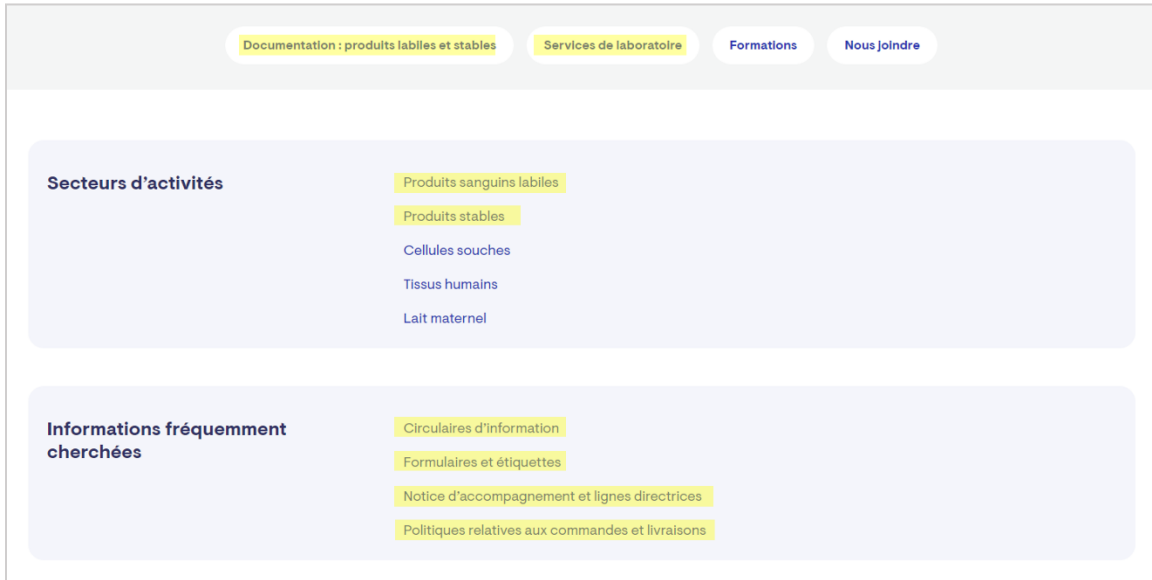 Documentation : produits labiles et stables
Services de laboratoire
Formations
Nous joindre
Secteurs d’activités
Produits sanguins labiles
Produits stables
Cellules souches
Tissus humains
Lait maternel
Informations fréquemment
cherchées
Circulaires d’information
Formulaires et étiquettes
Notice d’accompagnement et lignes directrices
Politiques relatives aux commandes et livraisons